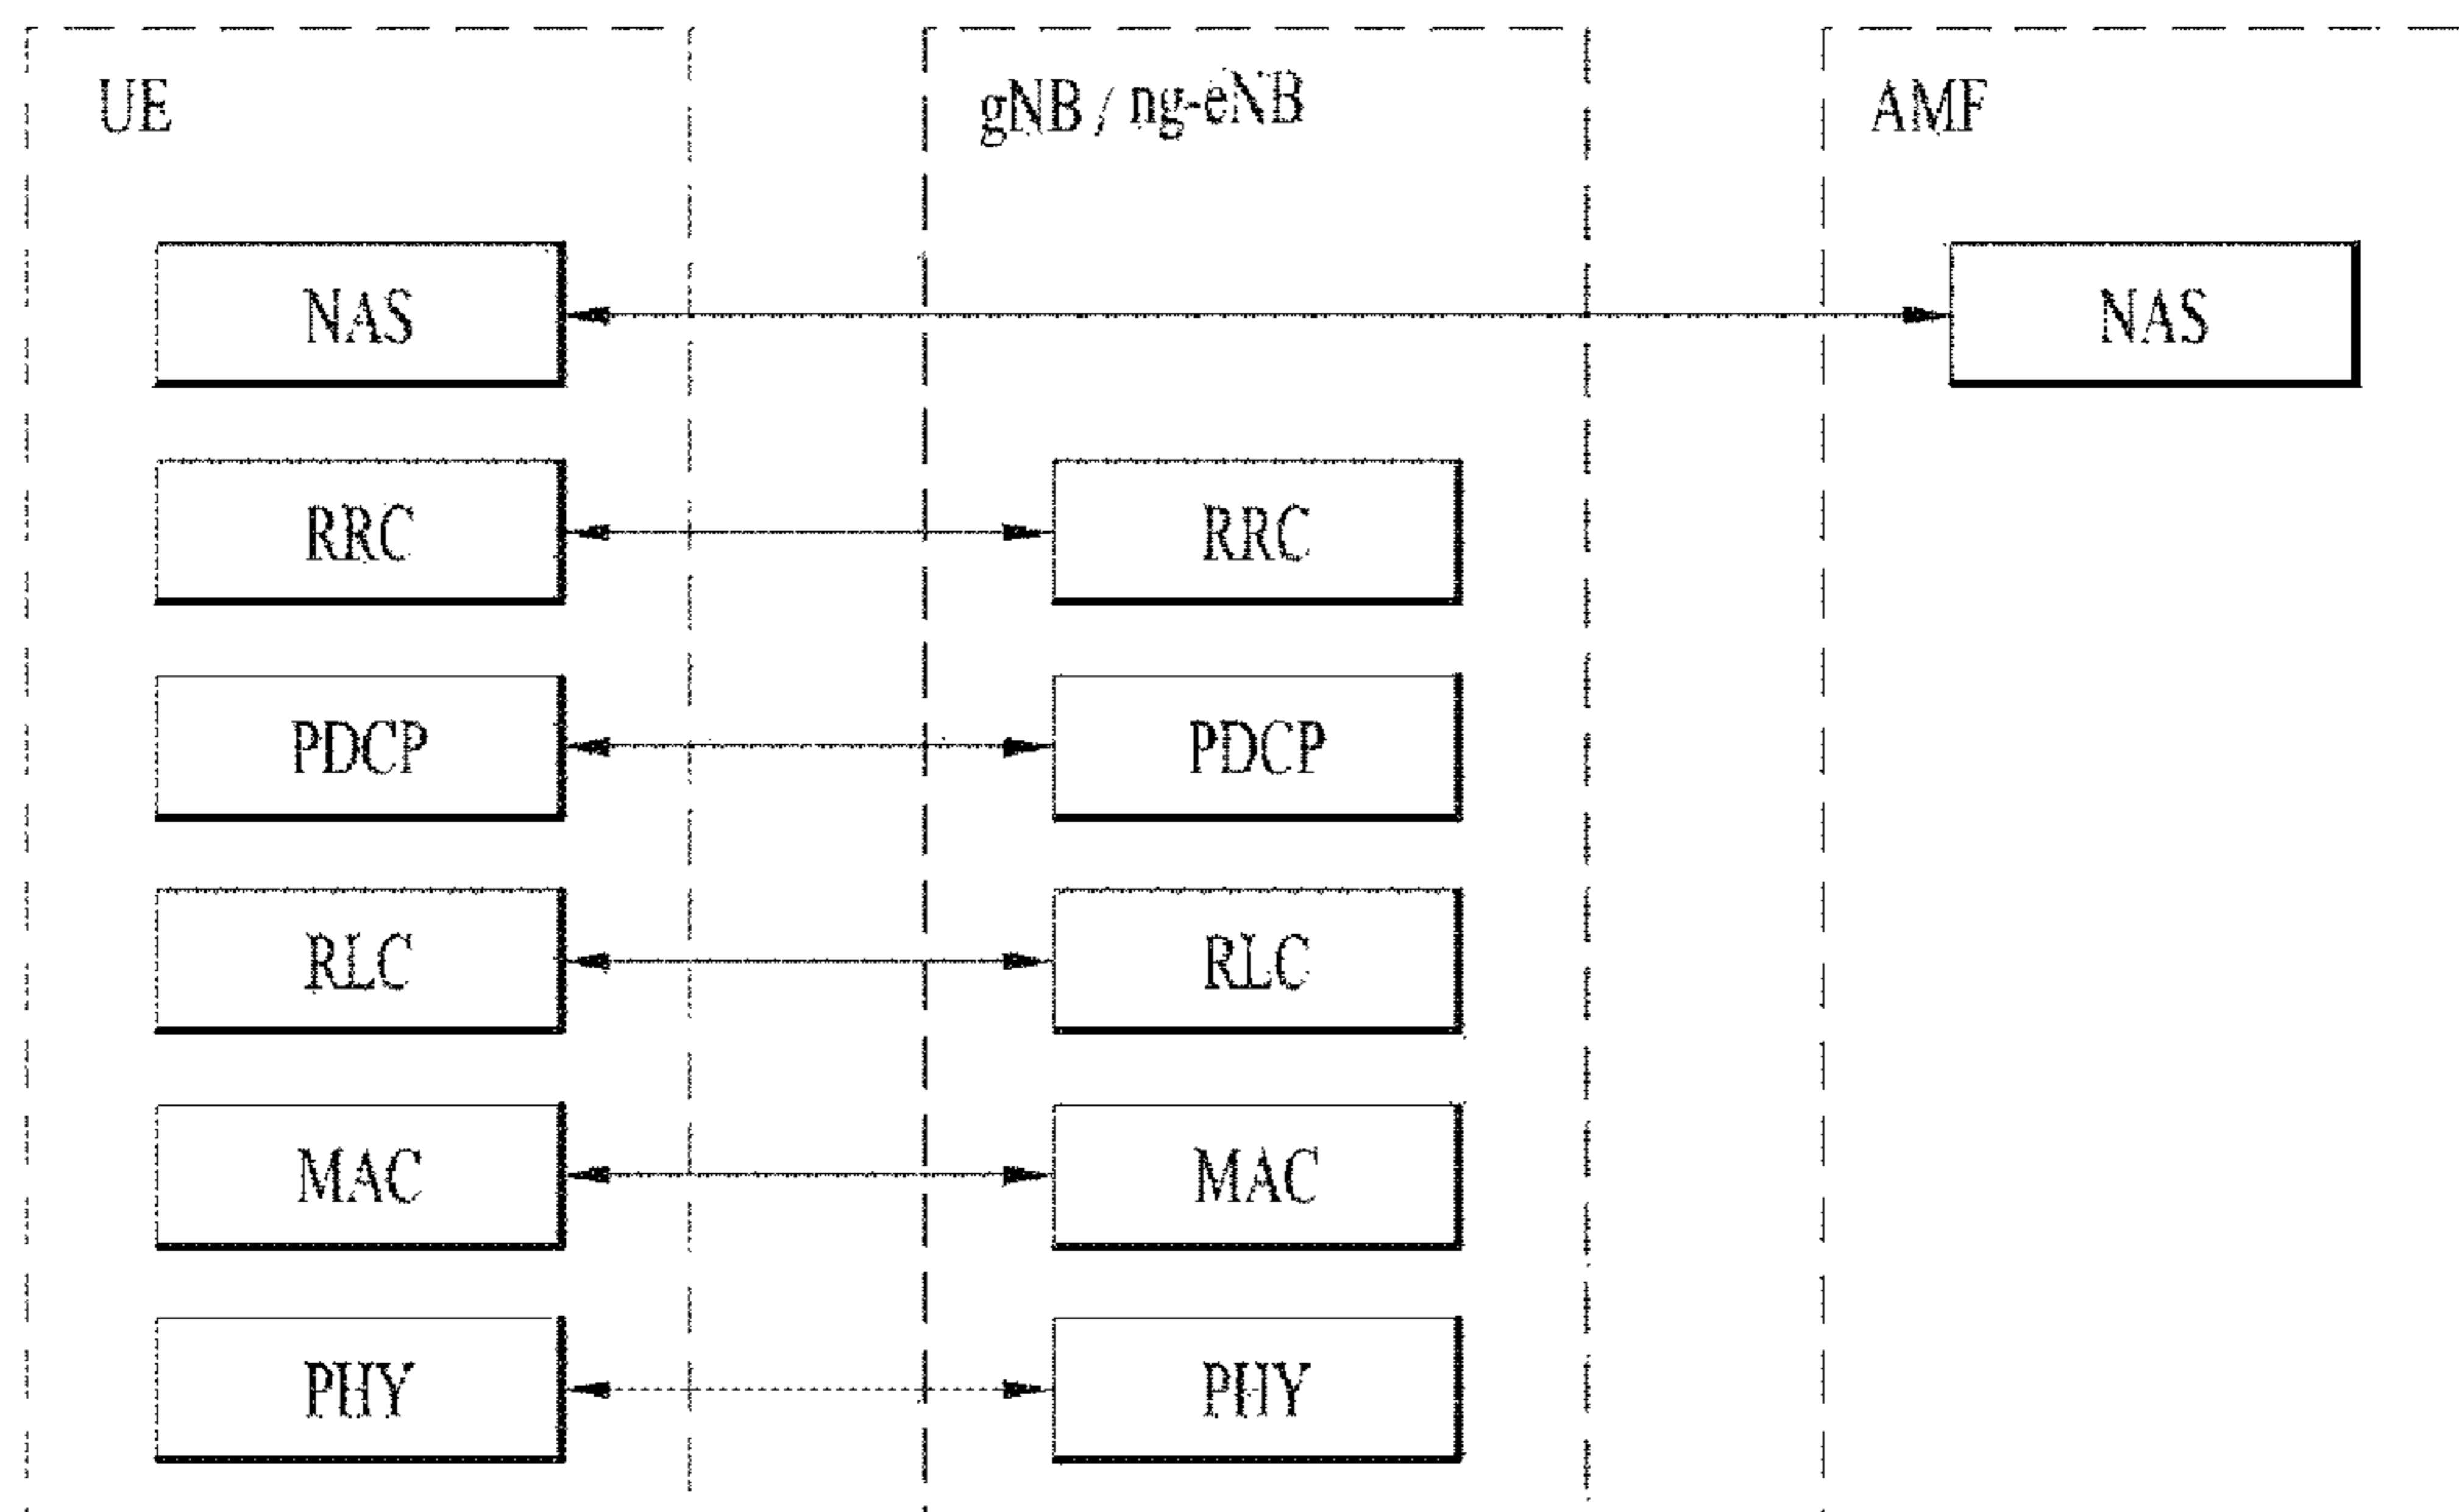 UE
gNB / ng-eNB
AMF
NAS
NAS
RRC
RRC
PDCP
PDCP
RLC
RLC
MAC
MAC
PHY
PHY